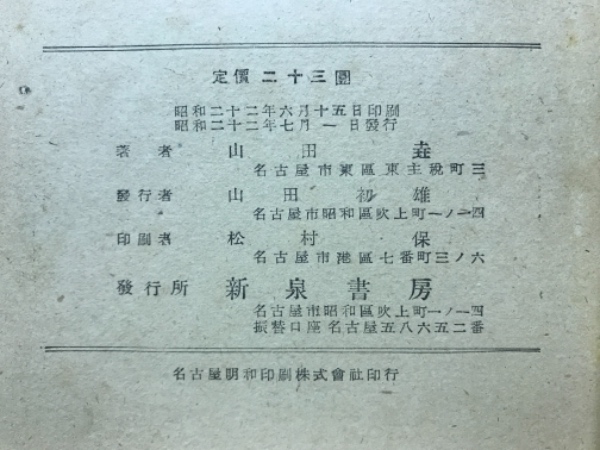 定價二十三圓
昭和二十二年六月十五日印刷
昭和二十二年七月一日發行
著者 山田垚
名古屋市東區東主税町三
發行者 山田初雄
名古屋市昭和區吹上町一ノ一四
印刷者 松村保
名古屋市港區七番町三ノ六
發行所 新泉書房
名古屋市昭和區吹上町一ノ一四
振替口座名古屋五八六五二番
名古屋明和印刷株式會社印行